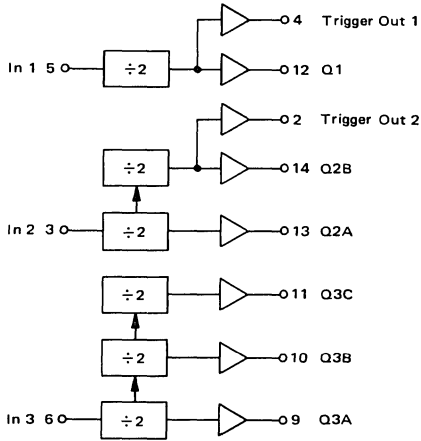 4 Trigger Out 1
In 1 5 ÷2 12 Q1
2 Trigger Out 2
÷2 14 Q2B
In 2 3 ÷2 13 Q2A
÷2 11 Q3C
÷2 10 Q3B
In 3 6 ÷2 9 Q3A